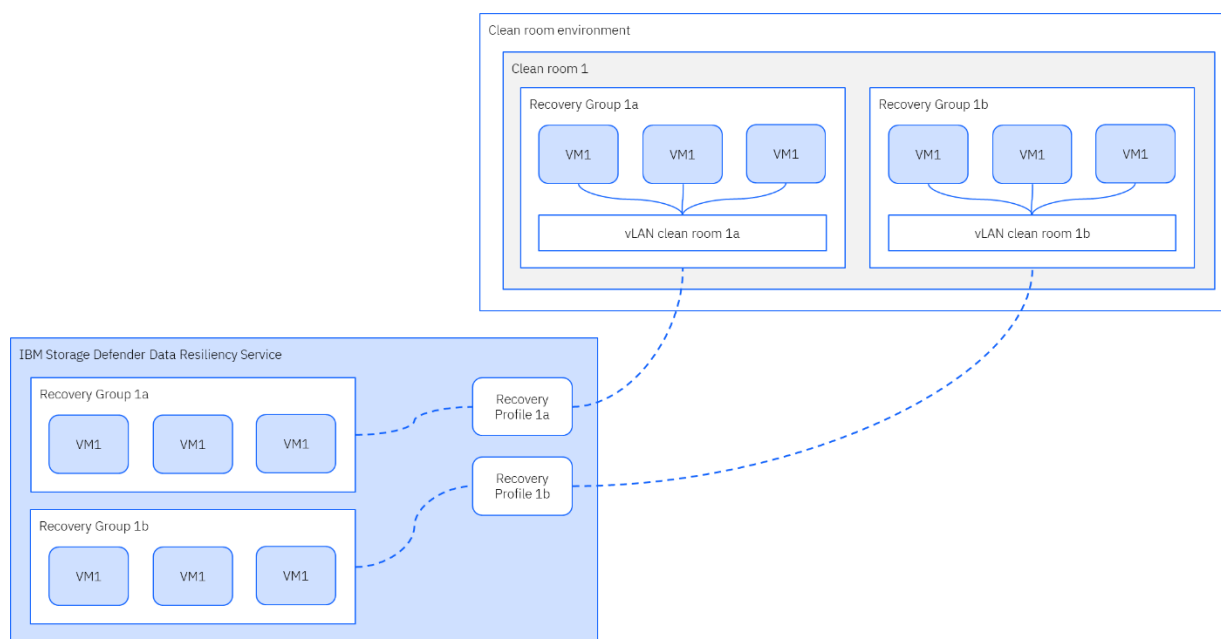 Clean room environment
Clean room 1
Recovery Group 1a
VM1
VM1
VM1
vLAN clean room 1a
Recovery Group 1b
VM1
VM1
VM1
vLAN clean room 1b
IBM Storage Defender Data Resiliency Service
Recovery Group 1a
VM1
VM1
VM1
Recovery
Profile 1a
Recovery Group 1b
VM1
VM1
VM1
Recovery
Profile 1b